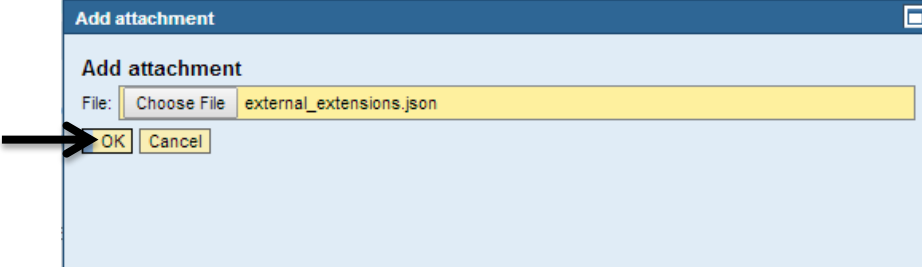 Add attachment
Add attachment
File: Choose File external_extensions.json
OK Cancel